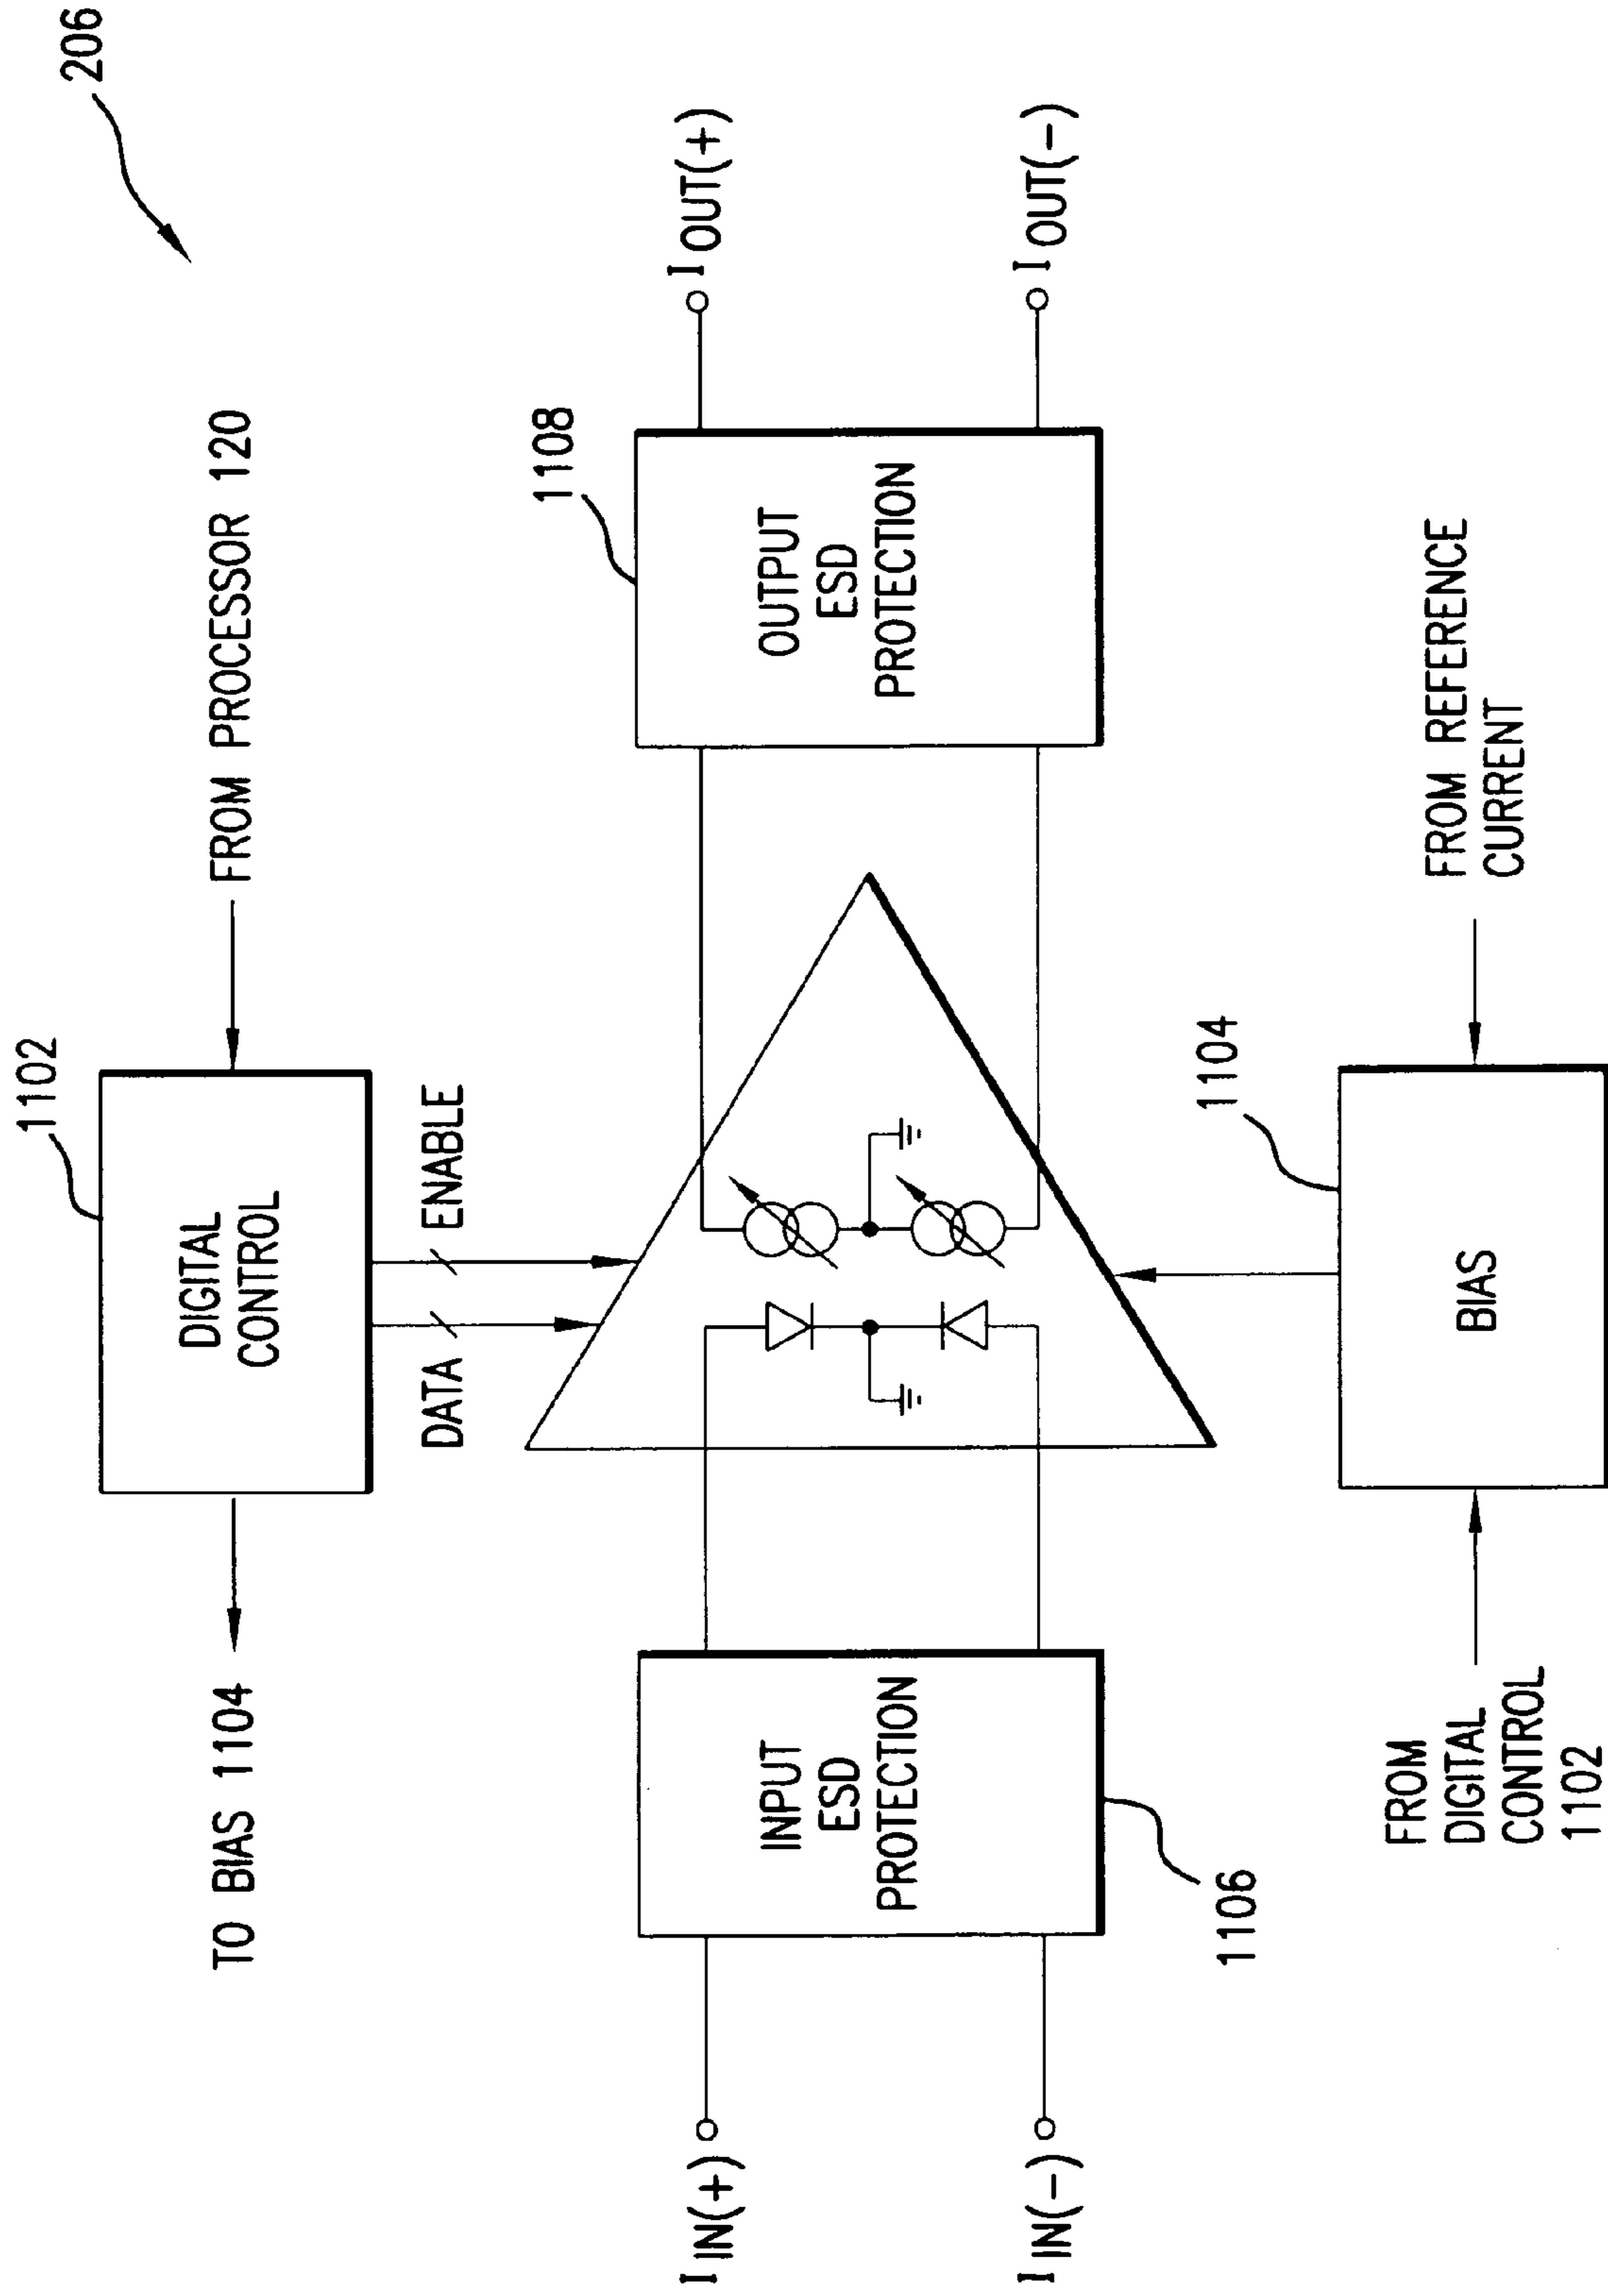 206
1102
FROM PROCESSOR 120
DIGITAL
CONTROL
TO BIAS 1104
DATA
ENABLE
I IN(+)
I IN(-)
INPUT
ESD
PROTECTION
1106
1108
OUTPUT
ESD
PROTECTION
I OUT(+)
I OUT(-)
1104
BIAS
FROM
DIGITAL
CONTROL
1102
FROM REFERENCE
CURRENT